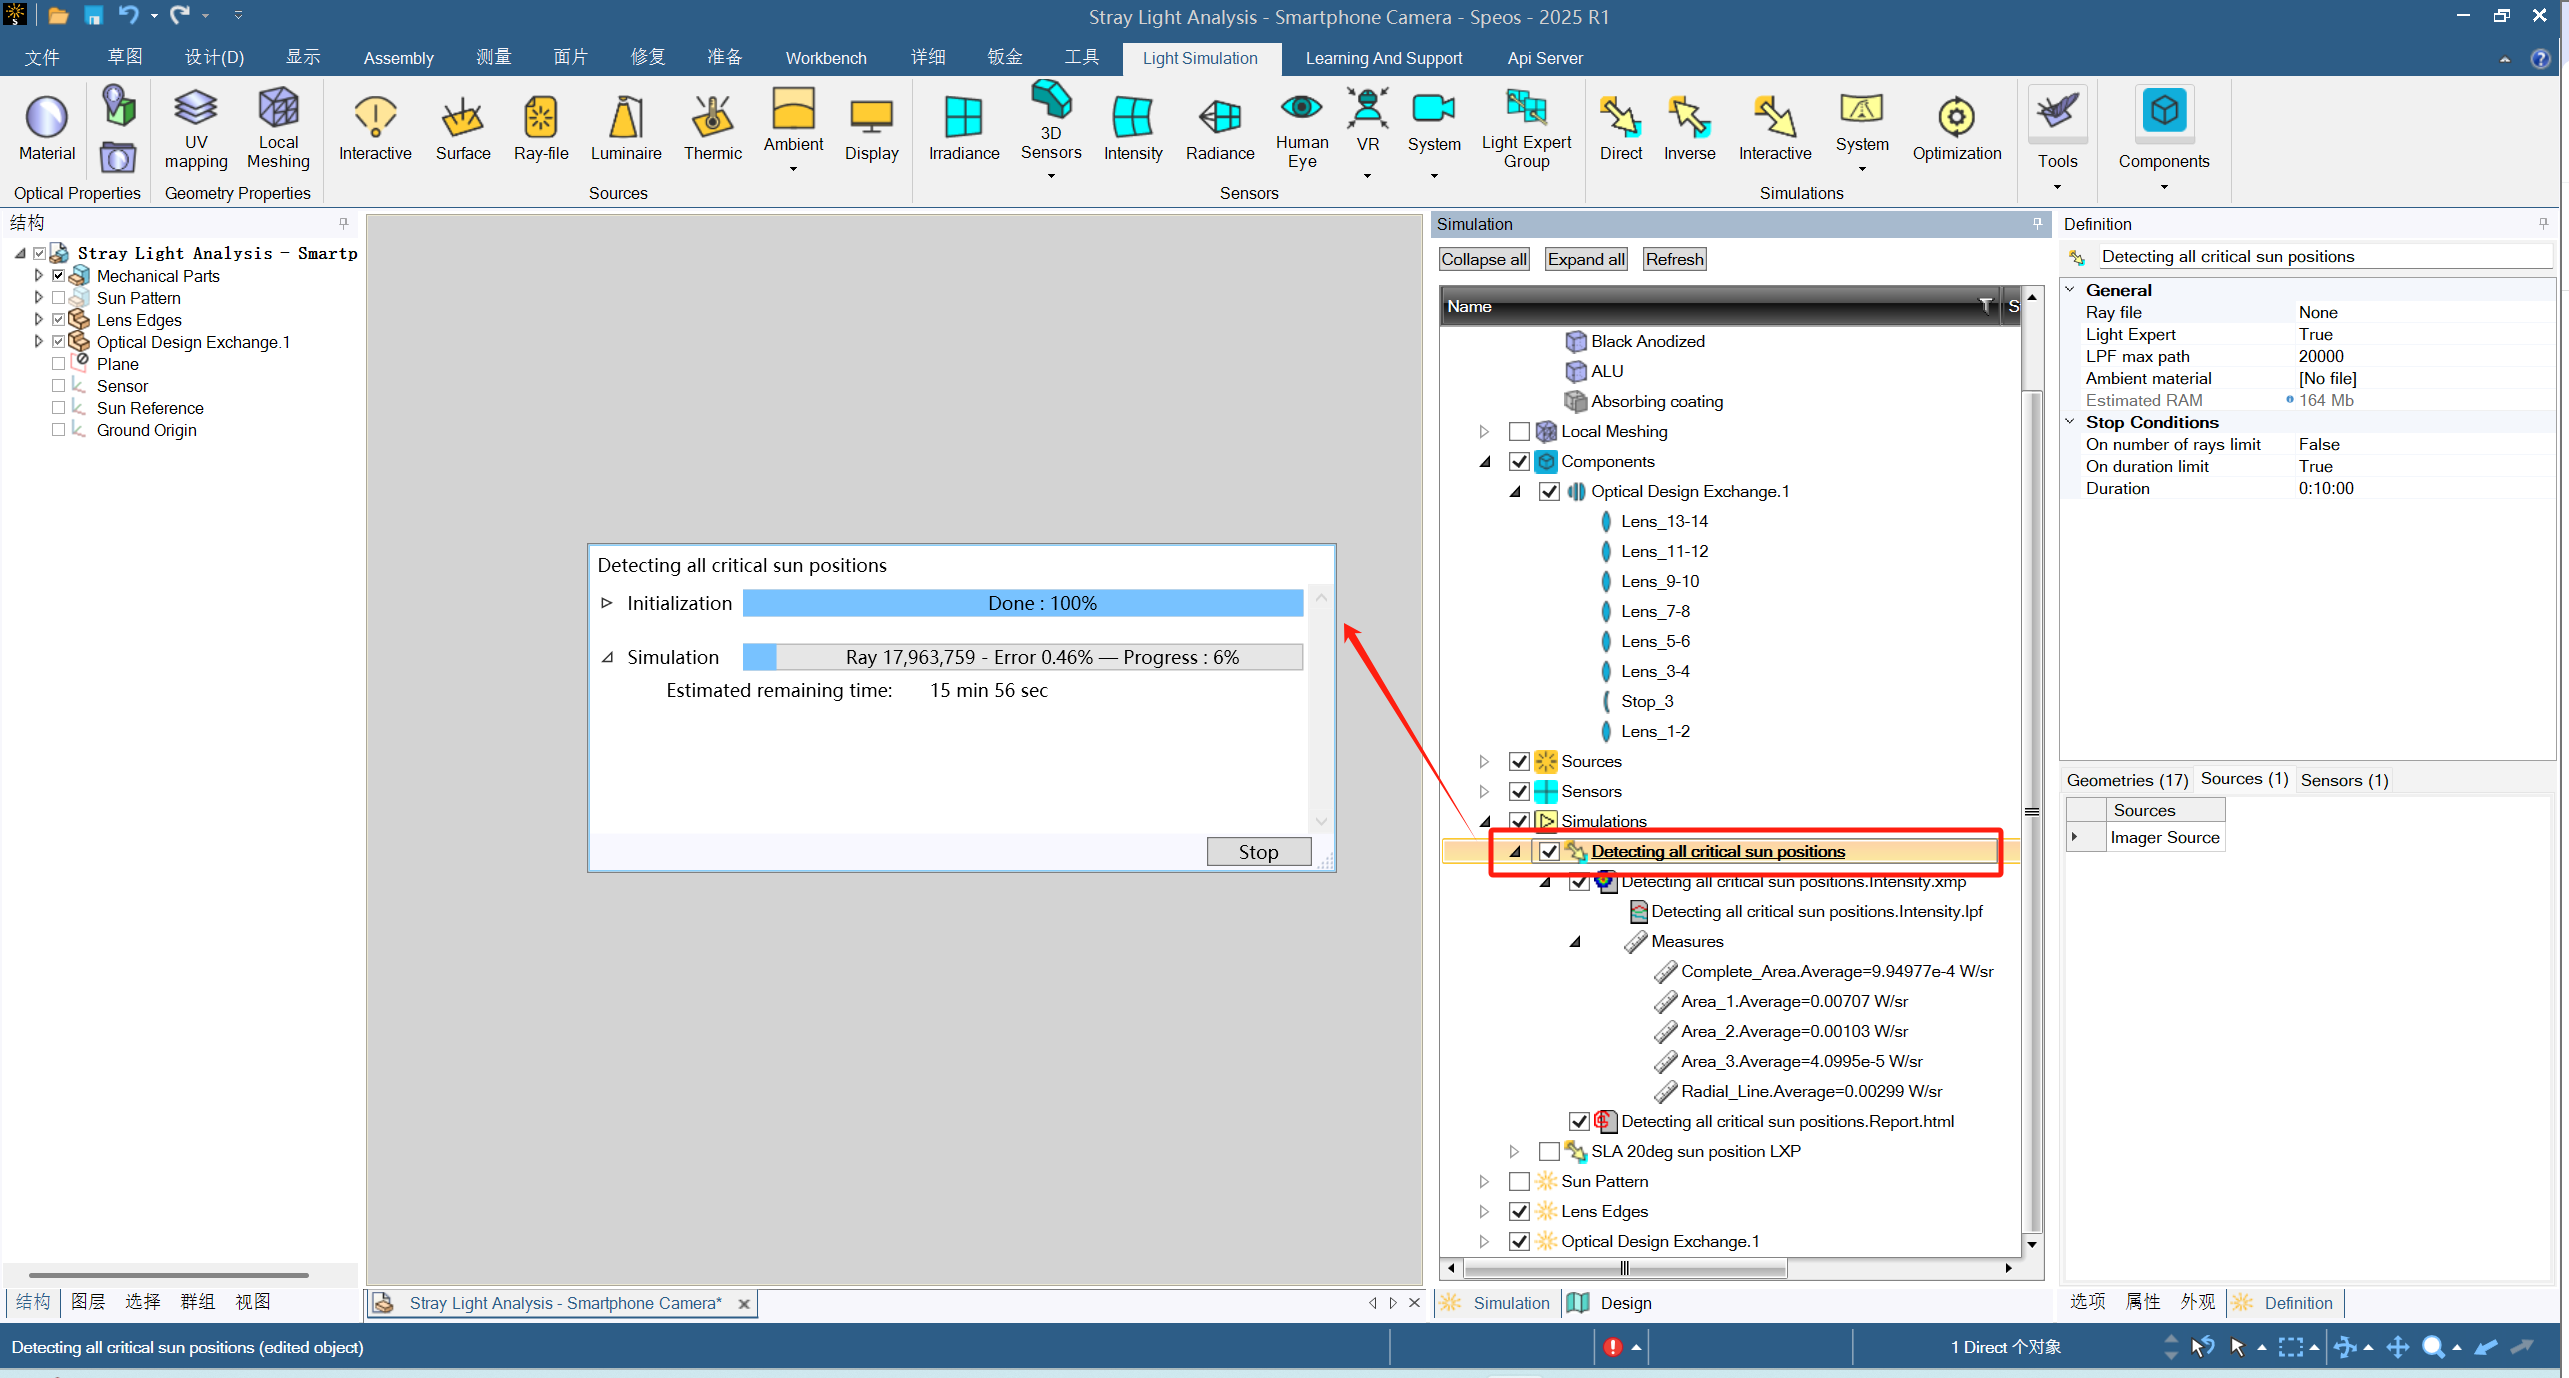 Stray Light Analysis - Smartphone Camera - Speos - 2025 R1
文件 草图 设计(D) 显示 Assembly 测量 面片 修复 准备 Workbench 详细 钣金 工具 Light Simulation Learning And Support Api Server
Material
UV mapping
Local Meshing
Interactive
Surface
Ray-file
Luminaire
Thermic
Ambient
Display
Irradiance
3D Sensors
Intensity
Radiance
Human Eye
VR
System
Light Expert Group
Direct
Inverse
Interactive
System
Optimization
Tools
Components
Optical Properties
Geometry Properties
Sources
Sensors
Simulations
结构
Stray Light Analysis - Smartp
Mechanical Parts
Sun Pattern
Lens Edges
Optical Design Exchange.1
Plane
Sensor
Sun Reference
Ground Origin
结构 图层 选择 群组 视图
Detecting all critical sun positions
Initialization Done : 100%
Simulation Ray 17,963,759 - Error 0.46% — Progress : 6%
Estimated remaining time: 15 min 56 sec
Stop
Stray Light Analysis - Smartphone Camera*
Simulation
Collapse all Expand all Refresh
Name S
Black Anodized
ALU
Absorbing coating
Local Meshing
Components
Optical Design Exchange.1
Lens_13-14
Lens_11-12
Lens_9-10
Lens_7-8
Lens_5-6
Lens_3-4
Stop_3
Lens_1-2
Sources
Sensors
Simulations
Detecting all critical sun positions
Detecting all critical sun positions.Intensity.xmp
Detecting all critical sun positions.Intensity.lpf
Measures
Complete_Area.Average=9.94977e-4 W/sr
Area_1.Average=0.00707 W/sr
Area_2.Average=0.00103 W/sr
Area_3.Average=4.0995e-5 W/sr
Radial_Line.Average=0.00299 W/sr
Detecting all critical sun positions.Report.html
SLA 20deg sun position LXP
Sun Pattern
Lens Edges
Optical Design Exchange.1
Simulation Design
Definition
Detecting all critical sun positions
General
Ray file None
Light Expert True
LPF max path 20000
Ambient material [No file]
Estimated RAM 164 Mb
Stop Conditions
On number of rays limit False
On duration limit True
Duration 0:10:00
Geometries (17) Sources (1) Sensors (1)
Sources
Imager Source
选项 属性 外观 Definition
Detecting all critical sun positions (edited object)
1 Direct 个对象